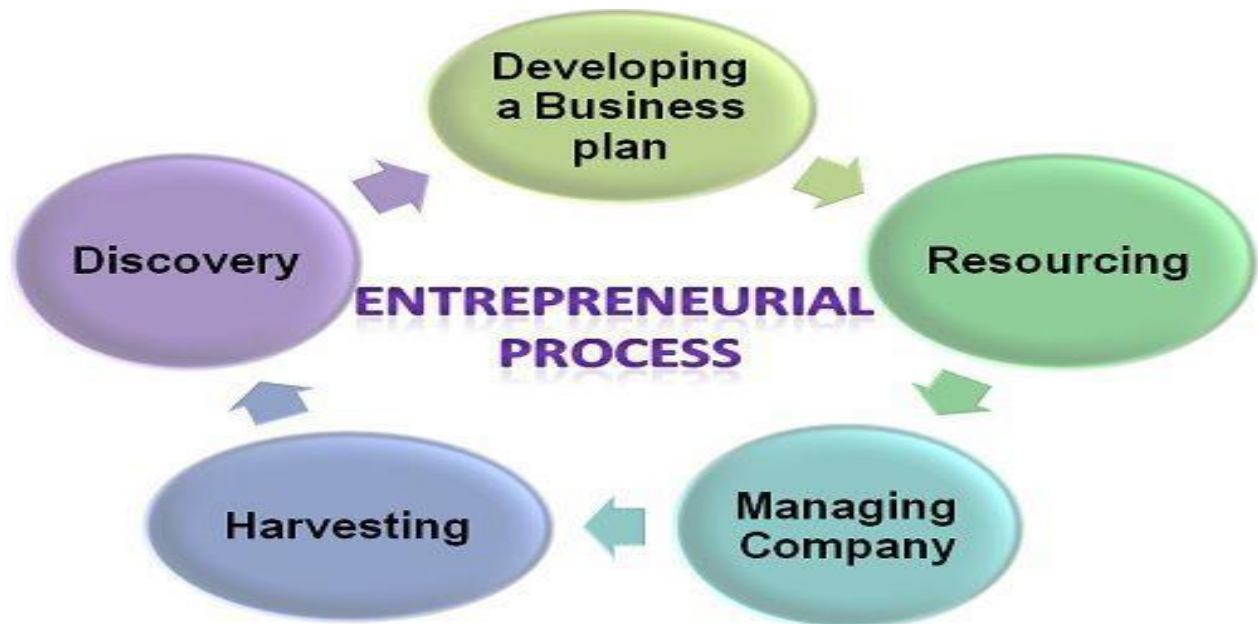 Developing
a Business
plan
Discovery
Resourcing
ENTREPRENEURIAL
PROCESS
Harvesting
Managing
Company